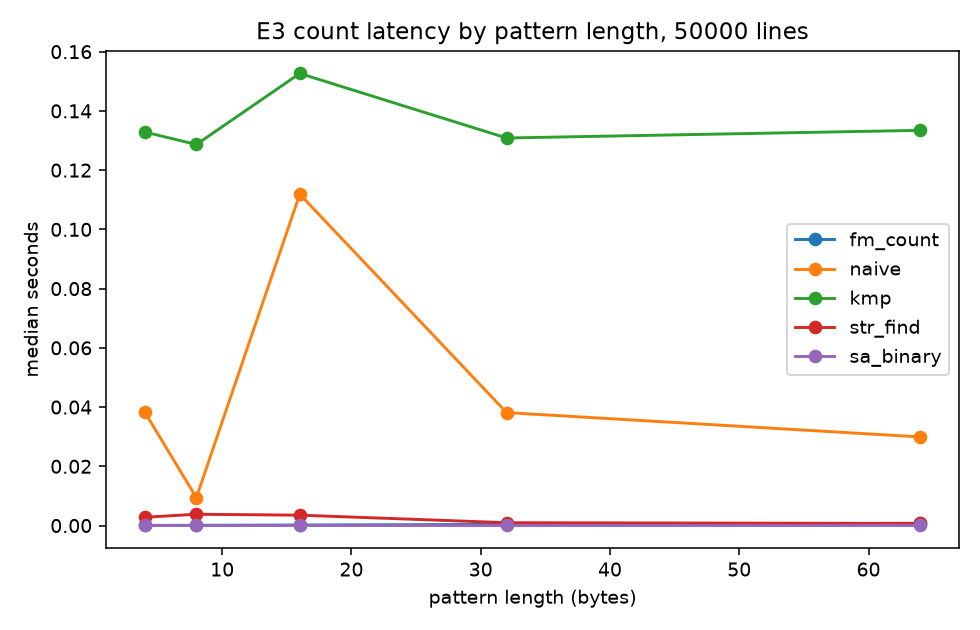 E3 count latency by pattern length, 50000 lines
0.16
0.14
0.12
0.10
0.08
0.06
0.04
0.02
0.00
median seconds
fm_count
naive
kmp
str_find
sa_binary
10 20 30 40 50 60
pattern length (bytes)